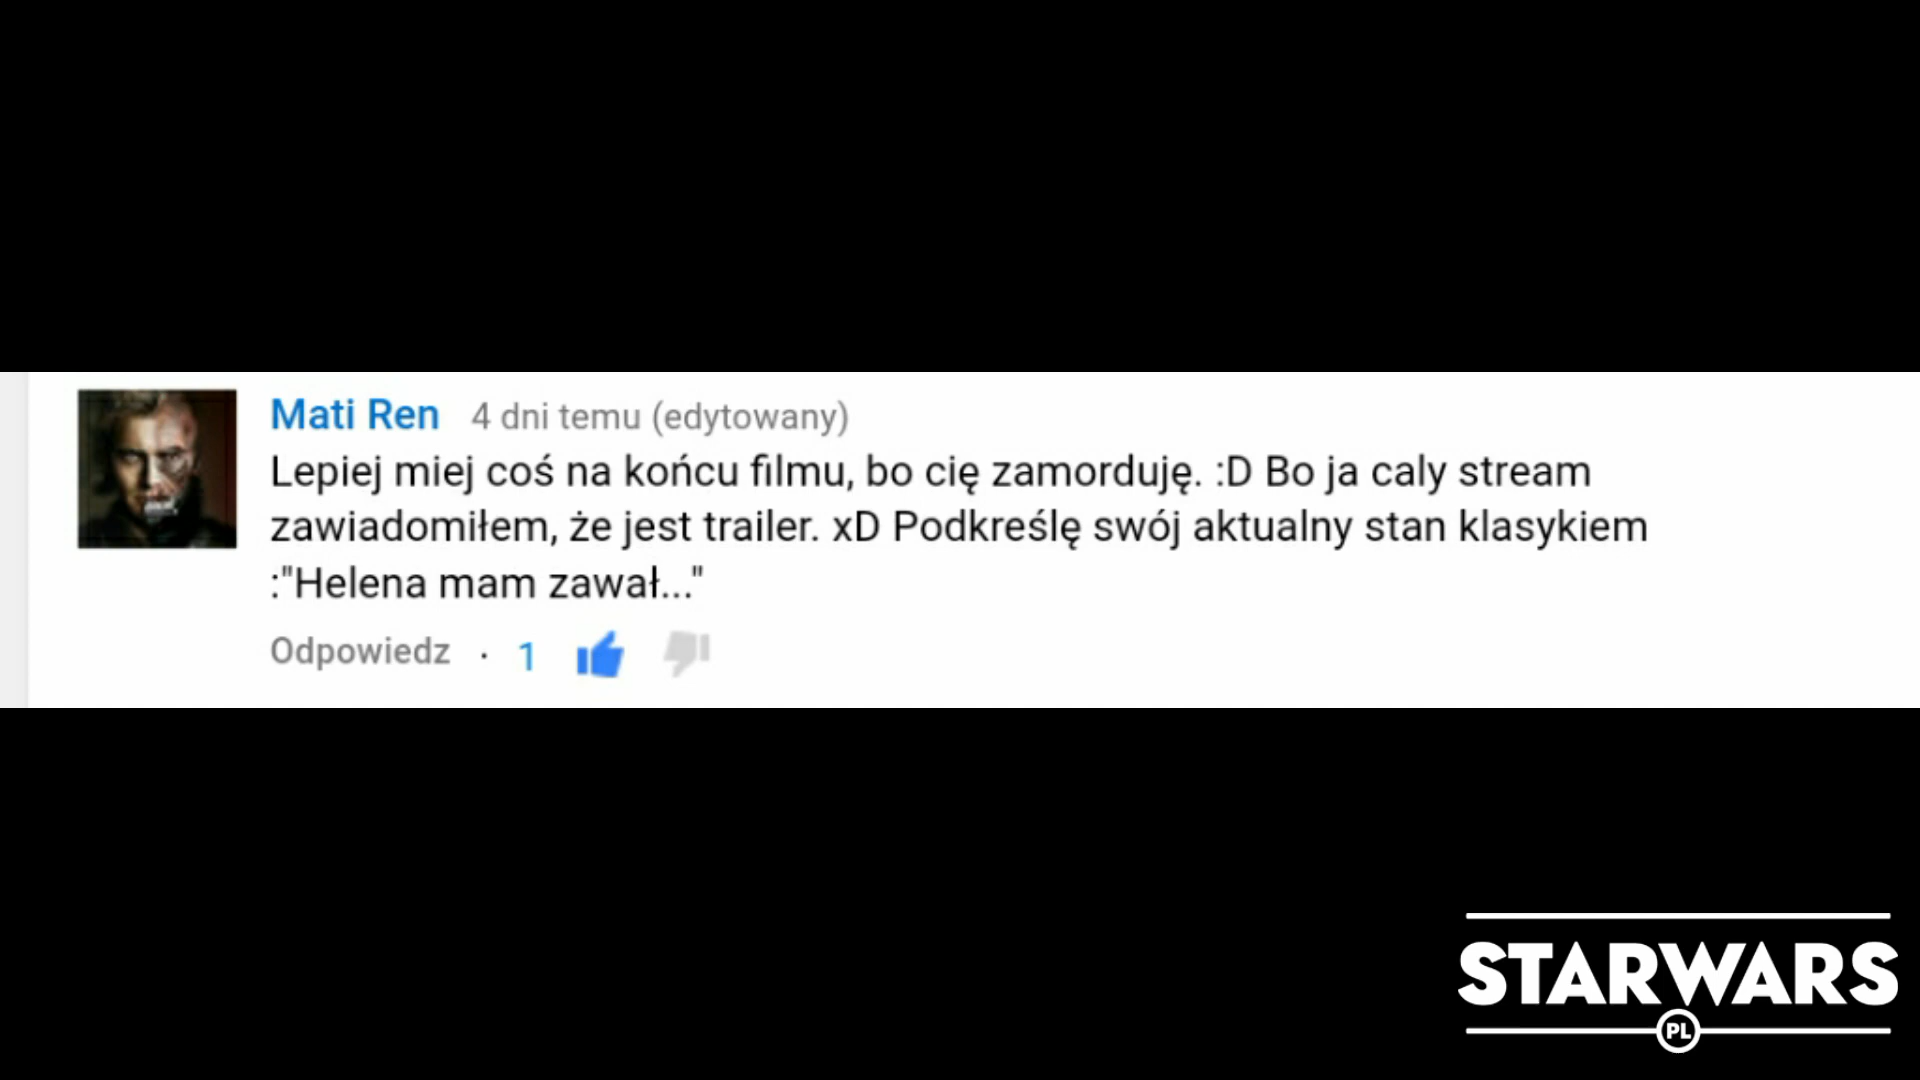 Mati Ren 4 dni temu (edytowany)
Lepiej miej coś na końcu filmu, bo cię zamorduję. :D Bo ja caly stream
zawiadomiłem, że jest trailer. xD Podkreślę swój aktualny stan klasykiem
:"Helena mam zawał..."
Odpowiedz · 1
STARWARS
PL